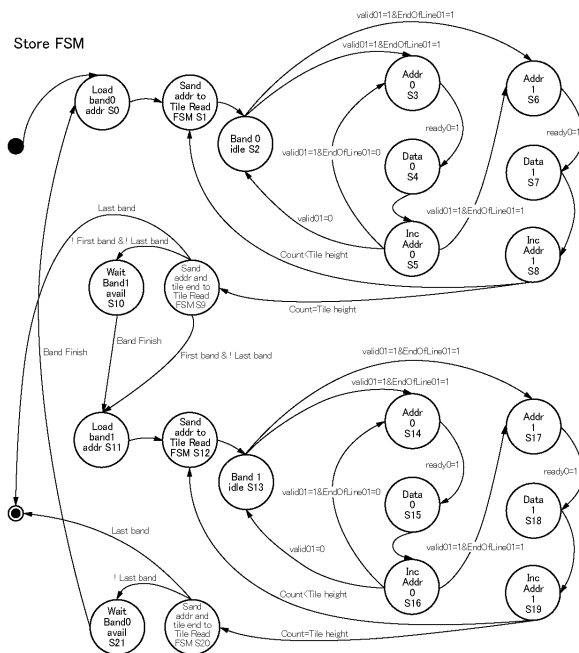 Store FSM
Load
band0
addr S0
Sand
addr to
Tile Read
FSM S1
Band 0
idle S2
valid01=1&EndOfLine01=1
valid01=1&EndOfLine01=1
Addr
0
S3
Addr
1
S6
ready0=1
ready0=1
valid01=1&EndOfLine01=0
Data
0
S4
Data
1
S7
valid01=0
valid01=1&EndOfLine01=1
Inc
Addr
0
S5
Inc
Addr
1
S8
Last band
! First band & ! Last band
Count<Tile height
Wait
Band1
avail
S10
Sand
addr and
tile end to
Tile Read
FSM S9
Count=Tile height
Band Finish
Band Finish
First band & ! Last band
Load
band1
addr S11
Sand
addr to
Tile Read
FSM S12
Band 1
idle S13
valid01=1&EndOfLine01=1
valid01=1&EndOfLine01=1
Addr
0
S14
Addr
1
S17
ready0=1
ready0=1
valid01=1&EndOfLine01=0
Data
0
S15
Data
1
S18
valid01=0
valid01=1&EndOfLine01=1
Inc
Addr
0
S16
Inc
Addr
1
S19
Last band
! Last band
Count<Tile height
Wait
Band0
avail
S21
Sand
addr and
tile end to
Tile Read
FSM S20
Count=Tile height